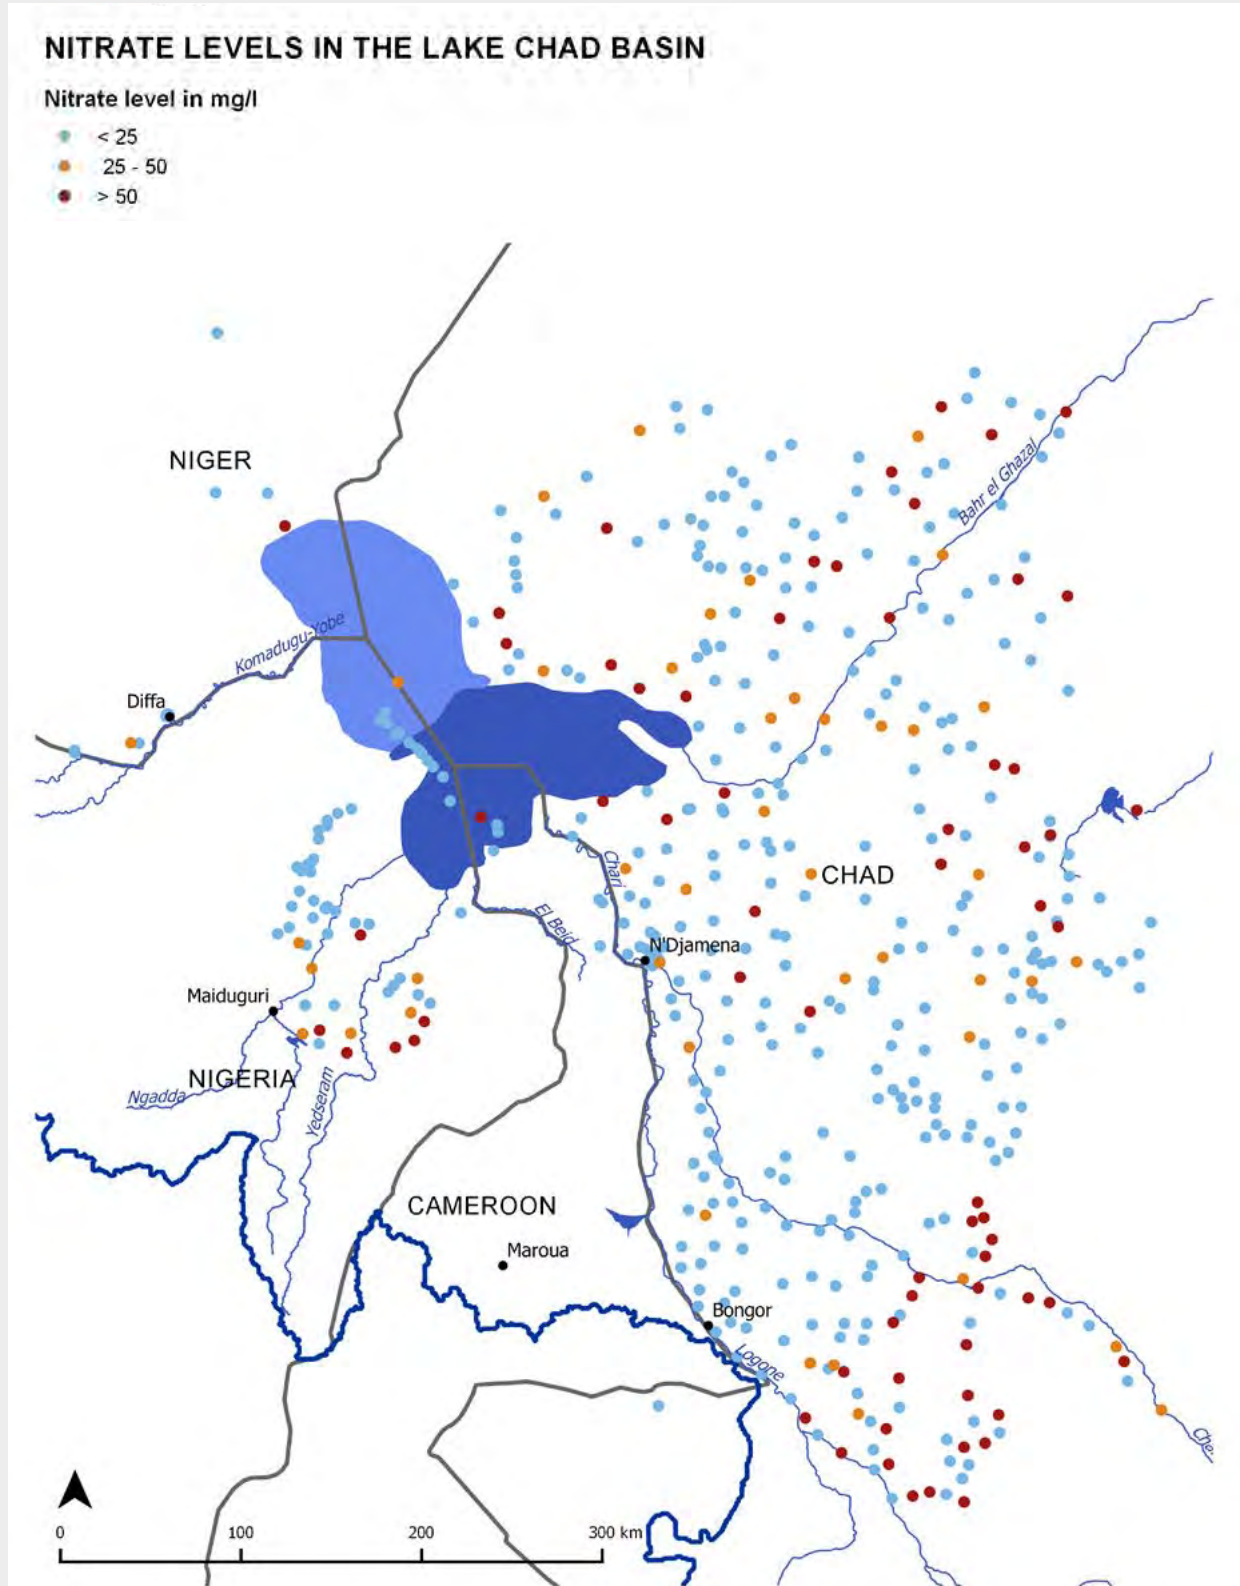 NITRATE LEVELS IN THE LAKE CHAD BASIN
Nitrate level in mg/l
< 25
25 - 50
> 50
NIGER
Bahr el Ghazal
Komadugu-Yobe
Diffa
CHAD
Chari
El Beid
N'Djamena
Maiduguri
NIGERIA
Ngadda
Yedseram
CAMEROON
Maroua
Bongor
Logone
Che.
0 100 200 300 km